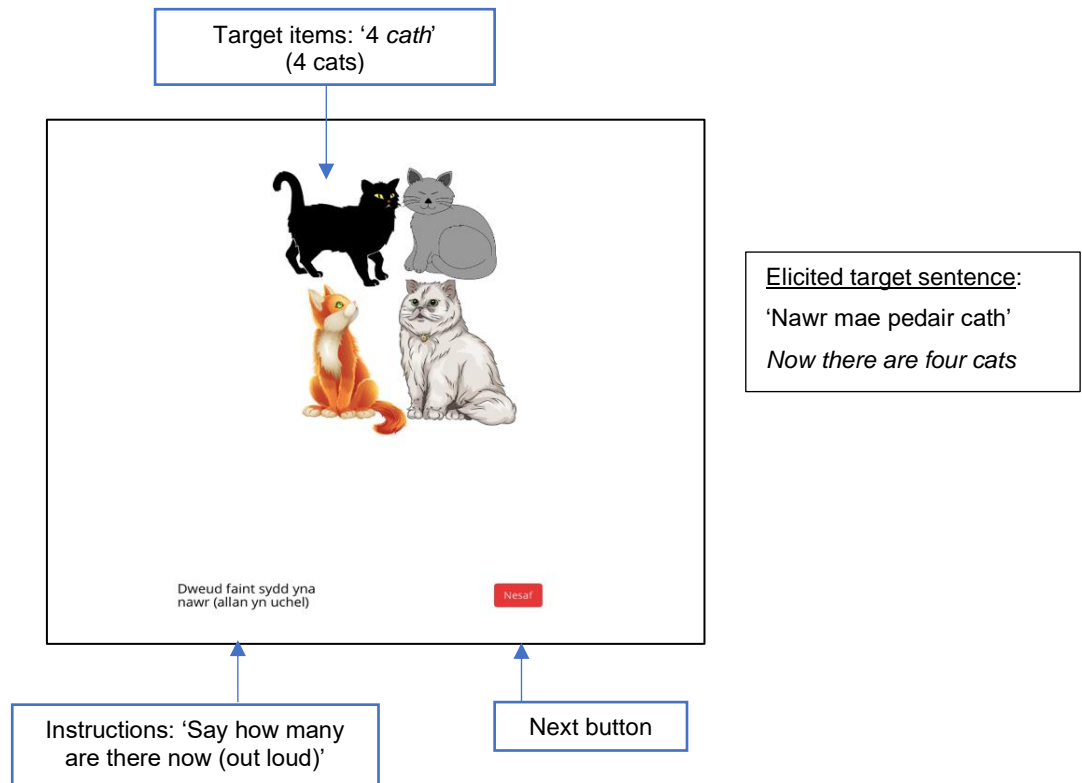 Target items: ‘4 cath’
(4 cats)
Elicited target sentence:
‘Nawr mae pedair cath’
Now there are four cats
Dweud faint sydd yna
nawr (allan yn uchel)
Nesaf
Instructions: ‘Say how many
are there now (out loud)’
Next button